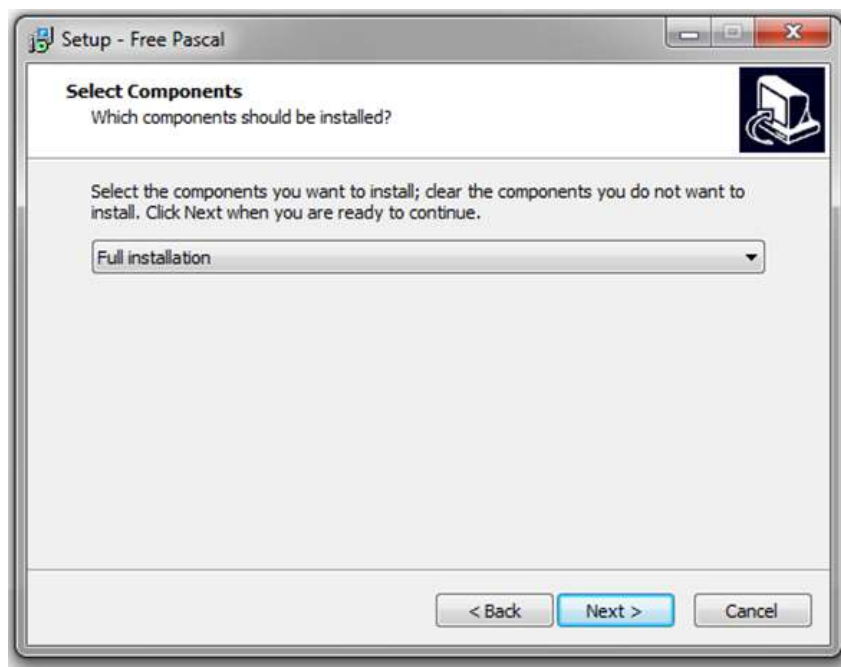 Setup - Free Pascal
Select Components
Which components should be installed?
Select the components you want to install; clear the components you do not want to
install. Click Next when you are ready to continue.
Full installation
< Back
Next >
Cancel